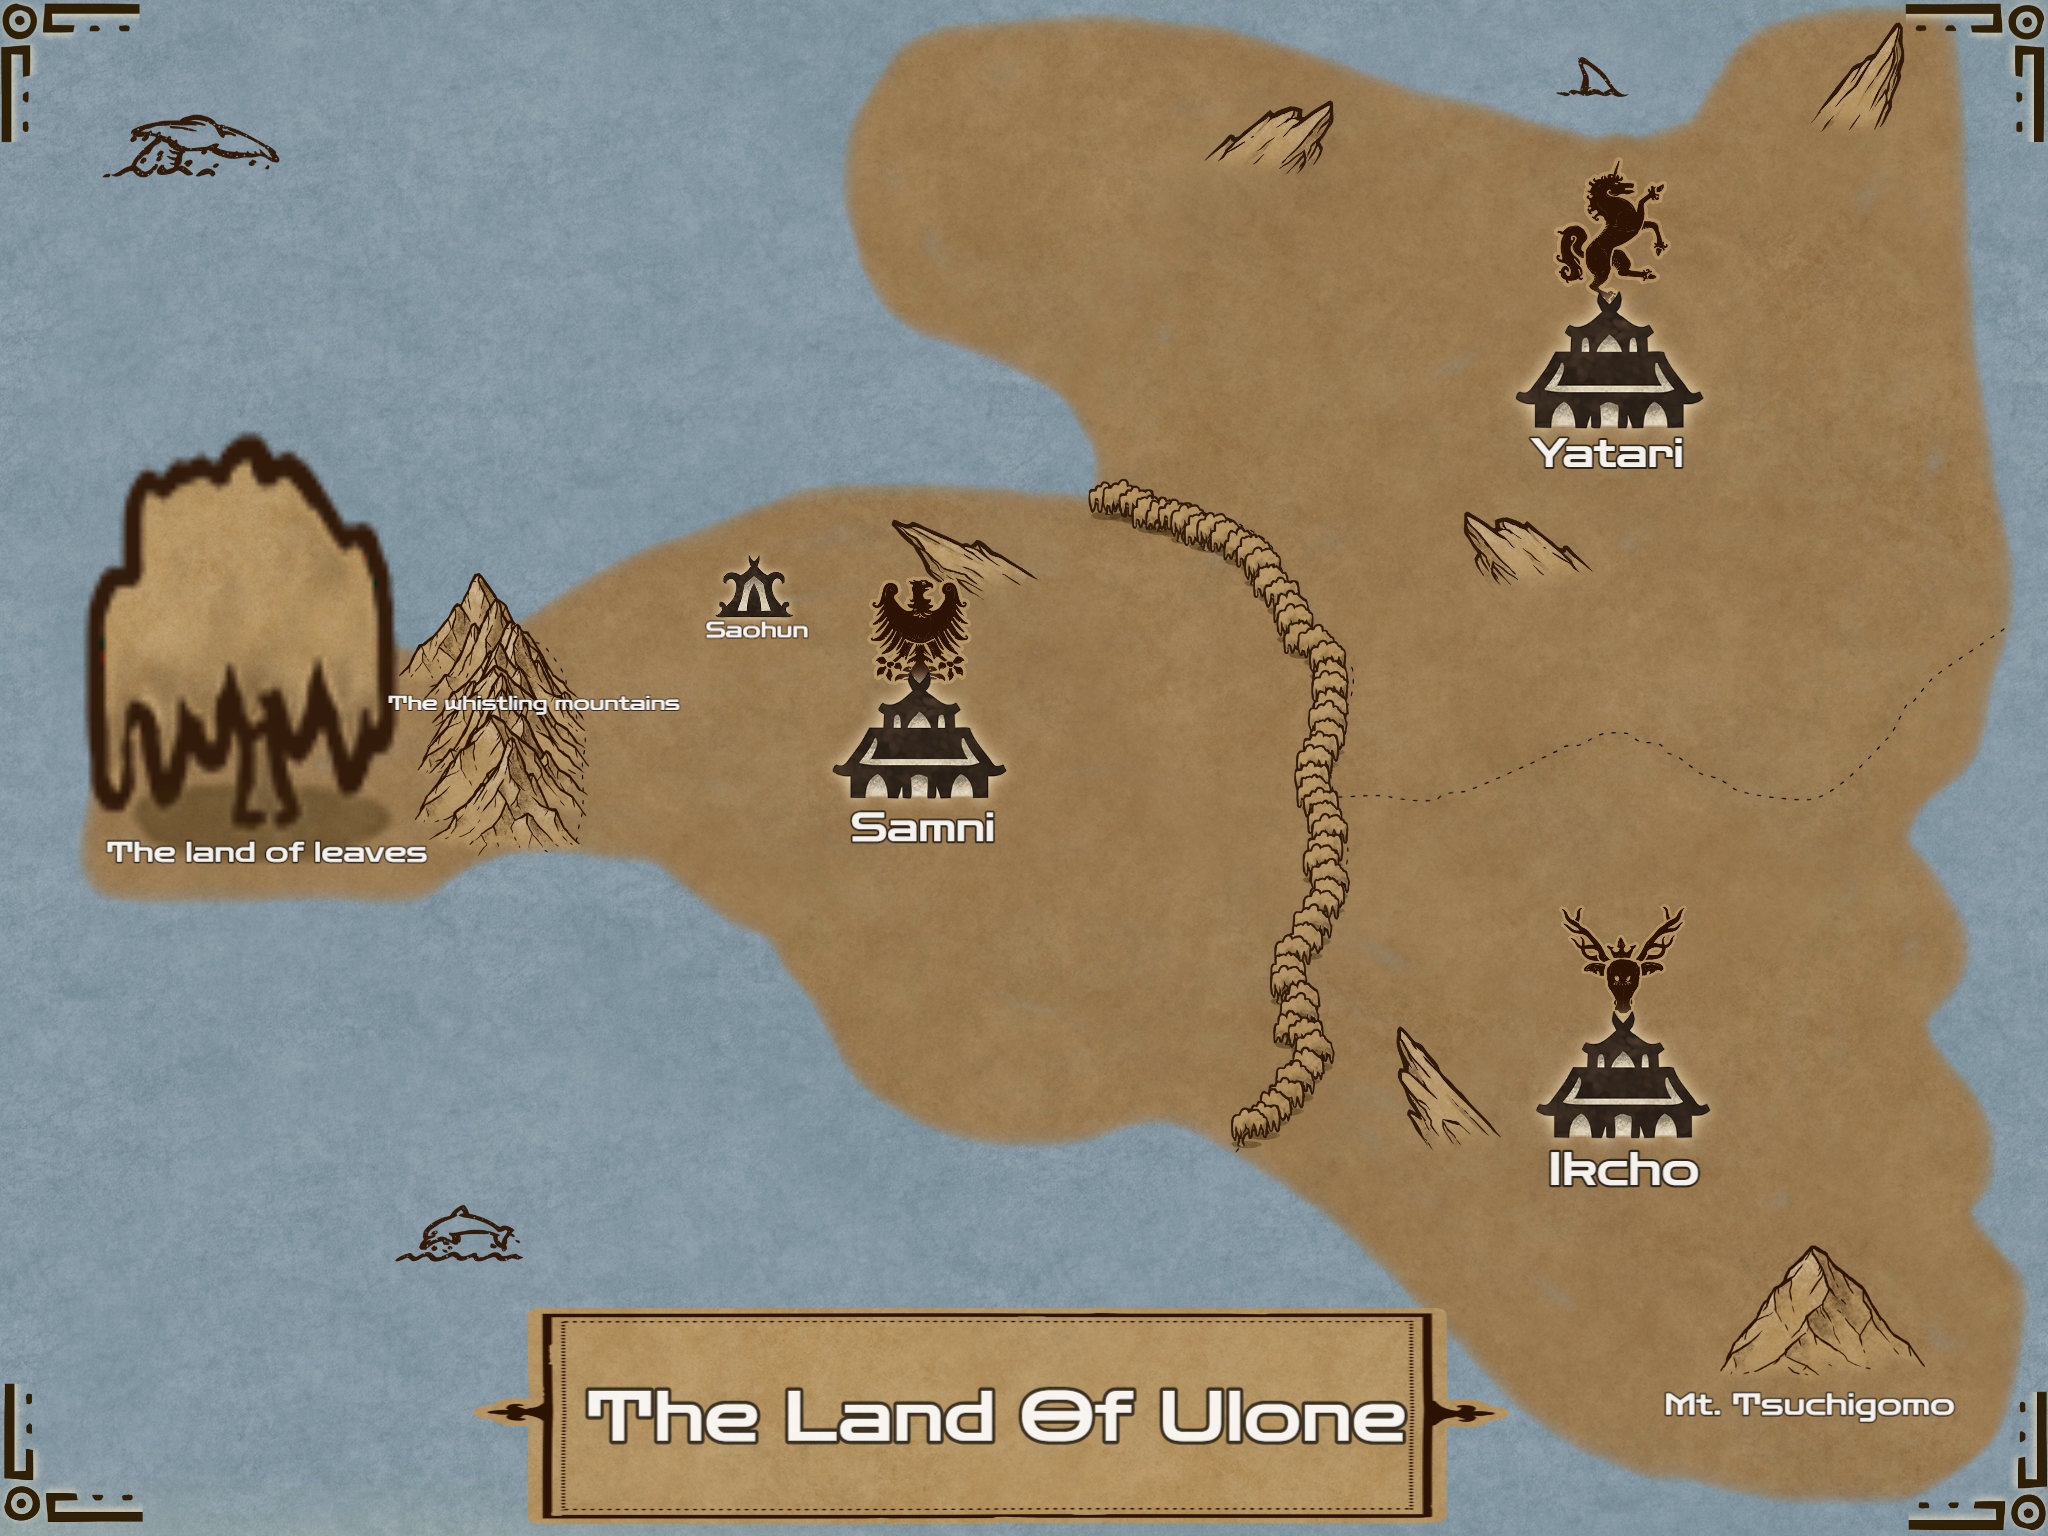 Yatari
Saohun
The whistling mountains
Samni
The land of leaves
Ikcho
Mt. Tsuchigomo
The Land Of Ulone